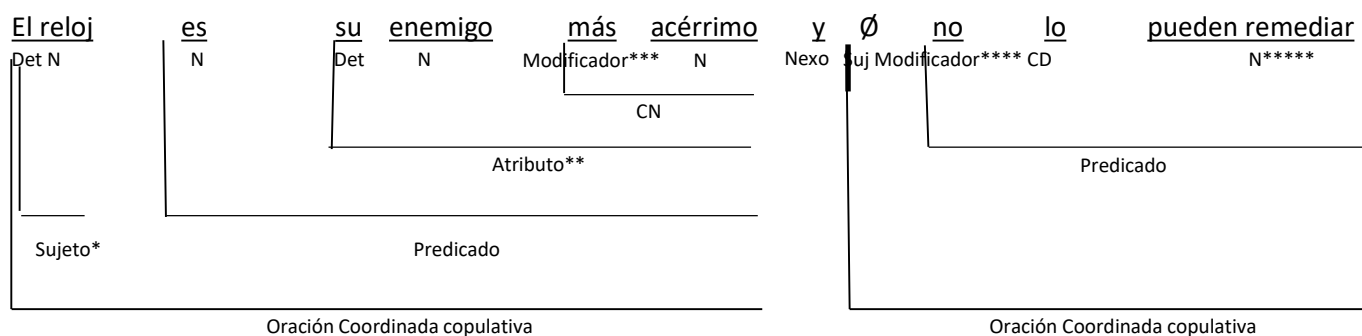 El reloj es su enemigo más acérrimo y Ø no lo pueden remediar
Det N N Det N Modificador*** N Nexo Suj Modificador**** CD N*****
CN
Atributo** Predicado
Sujeto* Predicado
Oración Coordinada copulativa Oración Coordinada copulativa